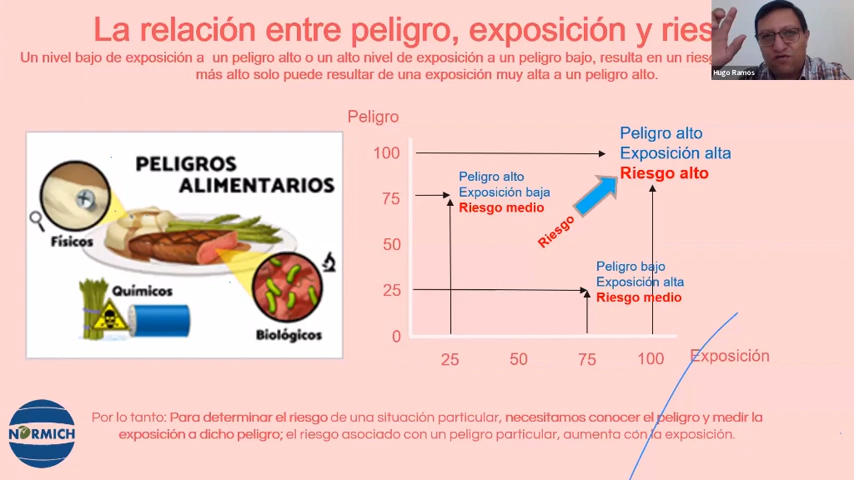 La relación entre peligro, exposición y ries
Un nivel bajo de exposición a un peligro alto o un alto nivel de exposición a un peligro bajo, resulta en un riesg
más alto solo puede resultar de una exposición muy alta a un peligro alto.
Hugo Ramós
PELIGROS
ALIMENTARIOS
Físicos
Químicos
Biológicos
Peligro
100
75
50
25
0
25
50
75
100
Exposición
Peligro alto
Exposición baja
Riesgo medio
Riesgo
Peligro alto
Exposición alta
Riesgo alto
Peligro bajo
Exposición alta
Riesgo medio
NORMICH
Por lo tanto: Para determinar el riesgo de una situación particular, necesitamos conocer el peligro y medir la
exposición a dicho peligro; el riesgo asociado con un peligro particular, aumenta con la exposición.